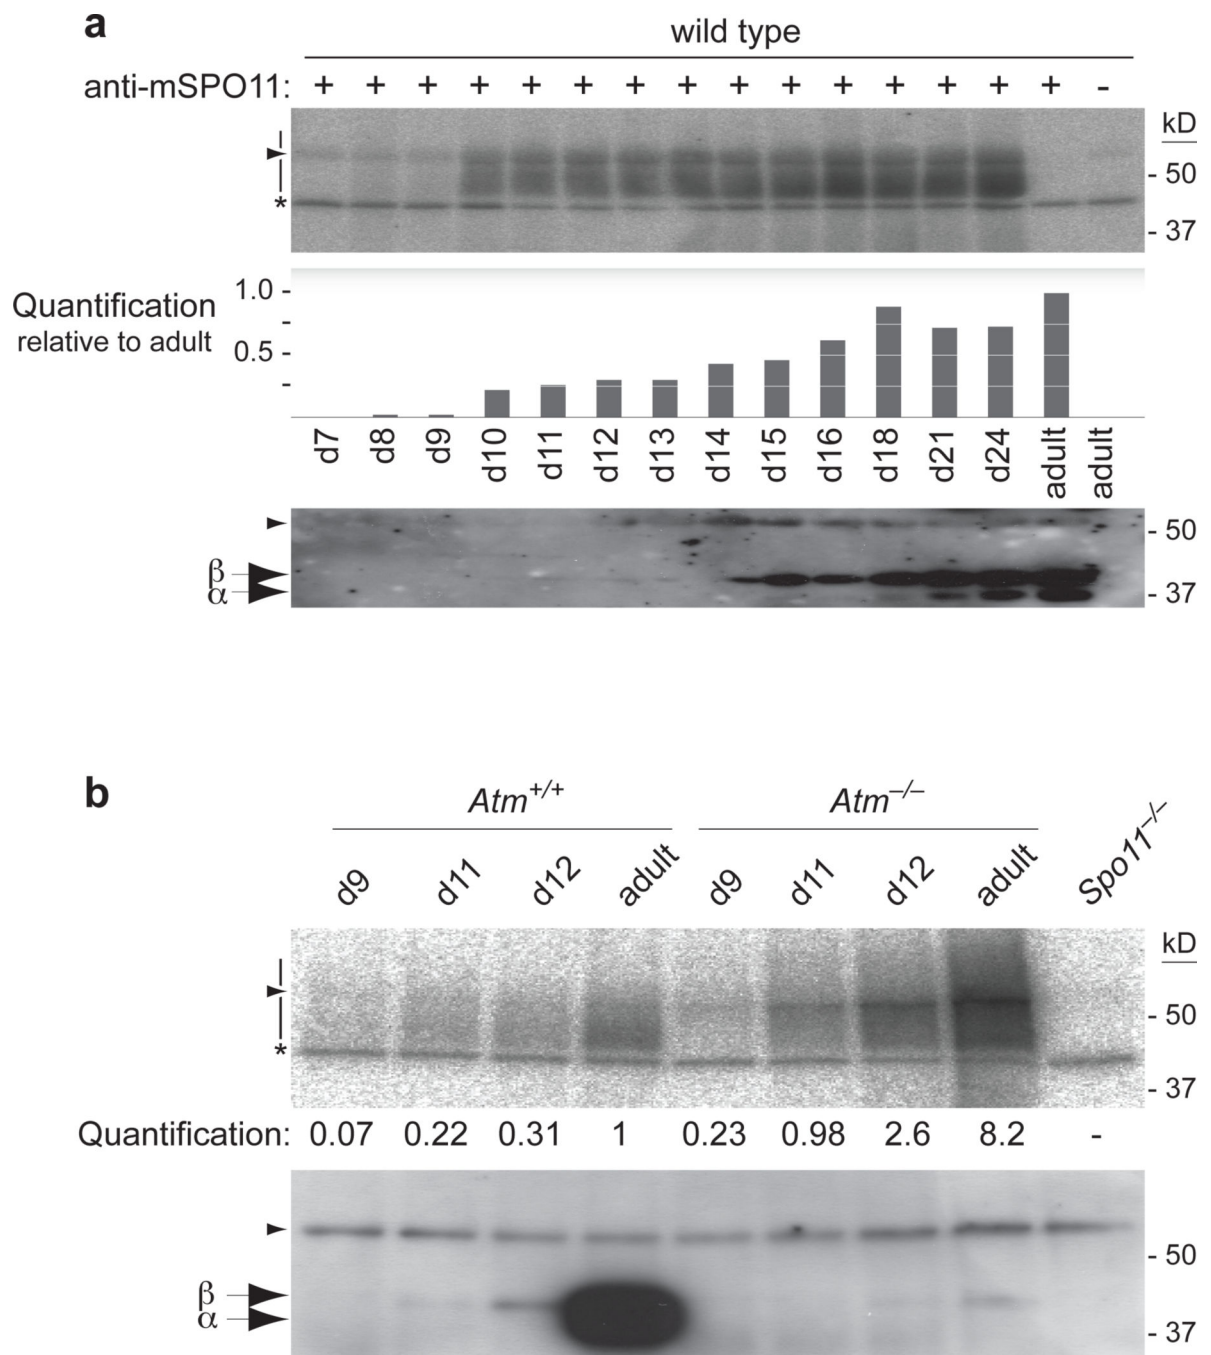 a
wild type
anti-mSPO11: + + + + + + + + + + + + + + + -
kD
- 50
*
- 37
Quantification
relative to adult
1.0 -
-
0.5 -
-
d7 d8 d9 d10 d11 d12 d13 d14 d15 d16 d18 d21 d24 adult adult
- 50
β
α
- 37
b
Atm+/+ Atm–/–
d9 d11 d12 adult d9 d11 d12 adult Spo11–/–
kD
- 50
*
- 37
Quantification: 0.07 0.22 0.31 1 0.23 0.98 2.6 8.2 -
- 50
β
α
- 37